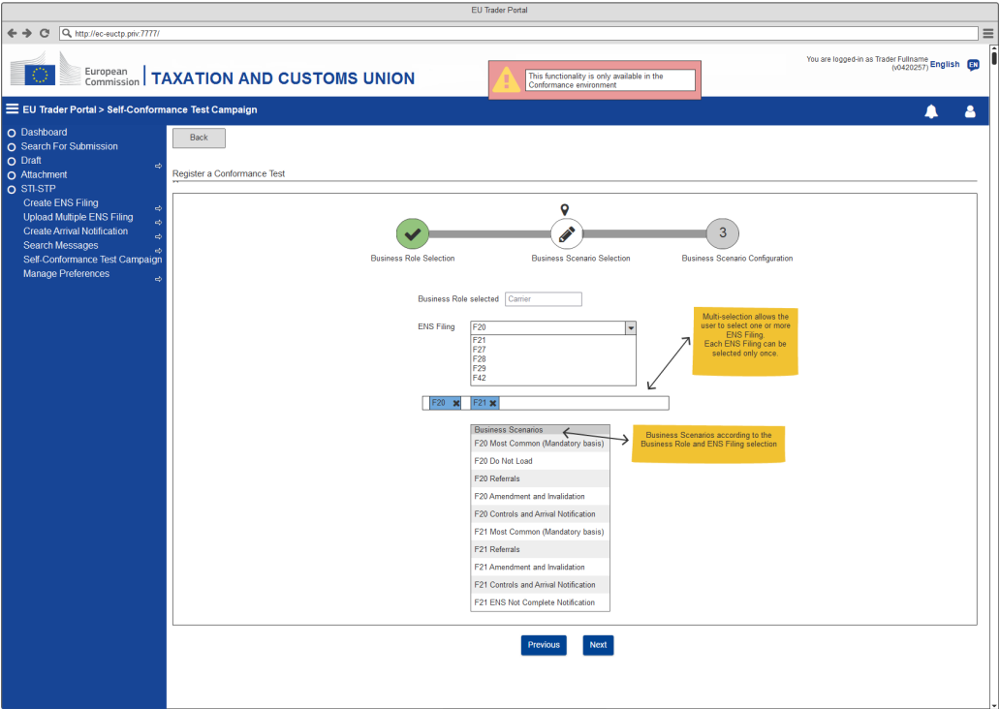 EU Trader Portal
http://ec-euctp.priv:7777/
European
Commission
TAXATION AND CUSTOMS UNION
This functionality is only available in the
Conformance environment
You are logged-in as Trader Fullname
(v0420257)
English
EN
EU Trader Portal > Self-Conformance Test Campaign
Dashboard
Search For Submission
Draft
Attachment
STI-STP
Create ENS Filing
Upload Multiple ENS Filing
Create Arrival Notification
Search Messages
Self-Conformance Test Campaign
Manage Preferences
Back
Register a Conformance Test
3
Business Role Selection
Business Scenario Selection
Business Scenario Configuration
Business Role selected
Carrier
ENS Filing
F20
F21
F27
F28
F29
F42
Multi-selection allows the
user to select one or more
ENS Filing.
Each ENS Filing can be
selected only once.
F20
F21
Business Scenarios
F20 Most Common (Mandatory basis)
F20 Do Not Load
F20 Referrals
F20 Amendment and Invalidation
F20 Controls and Arrival Notification
F21 Most Common (Mandatory basis)
F21 Referrals
F21 Amendment and Invalidation
F21 Controls and Arrival Notification
F21 ENS Not Complete Notification
Business Scenarios according to the
Business Role and ENS Filing selection
Previous
Next